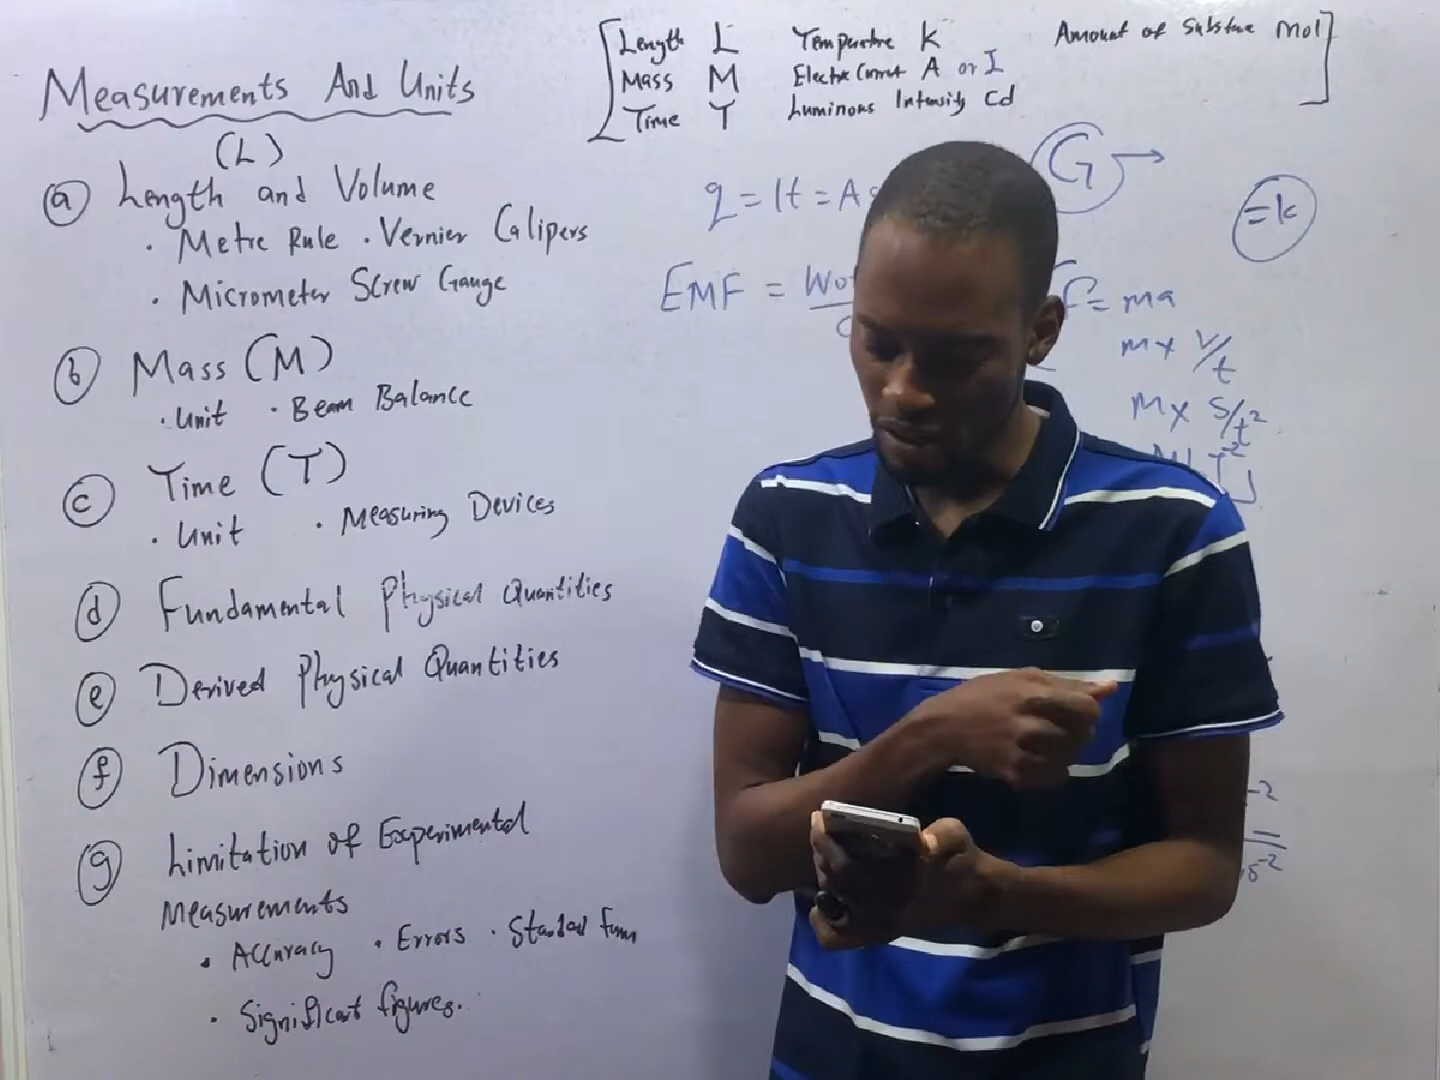 Measurements And Units
(L)
a Length and Volume
· Metre Rule · Vernier Calipers
· Micrometer Screw Gauge
b Mass (M)
· Unit · Beam Balance
c Time (T)
· Unit · Measuring Devices
d Fundamental Physical Quantities
e Derived Physical Quantities
f Dimensions
g Limitation of Experimental
Measurements
· Accuracy · Errors · Standard form
· Significant figures.
Length L Temperature K Amount of Substance mol
Mass M Electric Current A or I
Time T Luminous Intensity Cd
G
q = It = A
= k
EMF =
F = ma
m x v/t
m x s/t²